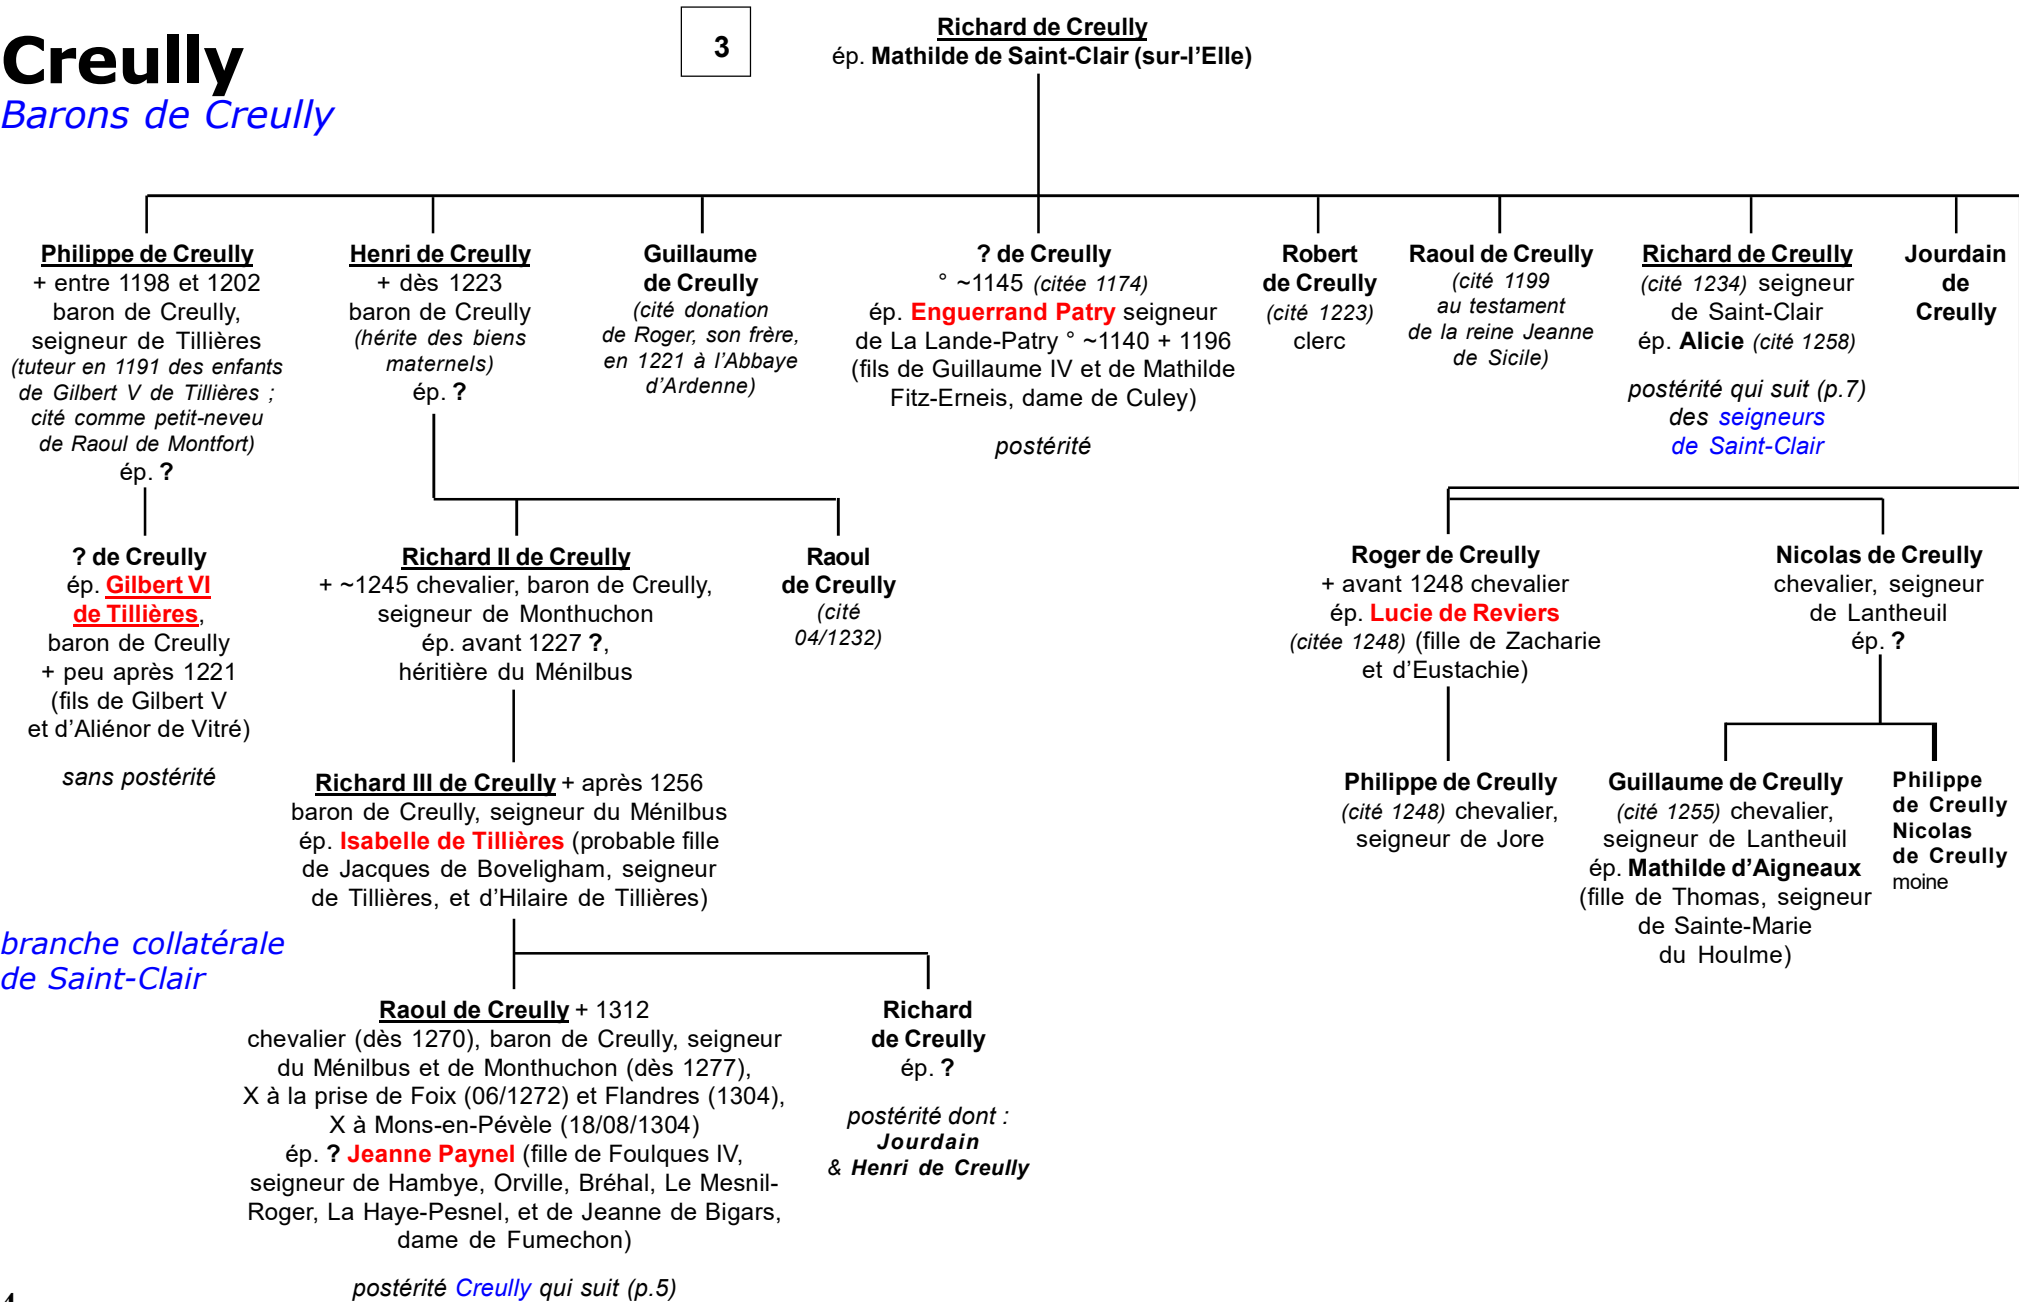 Creully
Barons de Creully
3
Richard de Creully
ép. Mathilde de Saint-Clair (sur-l'Elle)
Philippe de Creully
+ entre 1198 et 1202
baron de Creully,
seigneur de Tillières
(tuteur en 1191 des enfants
de Gilbert V de Tillières ;
cité comme petit-neveu
de Raoul de Montfort)
ép. ?
Henri de Creully
+ dès 1223
baron de Creully
(hérite des biens
maternels)
ép. ?
Guillaume
de Creully
(cité donation
de Roger, son frère,
en 1221 à l'Abbaye
d'Ardenne)
? de Creully
° ~1145 (citée 1174)
ép. Enguerrand Patry seigneur
de La Lande-Patry ° ~1140 + 1196
(fils de Guillaume IV et de Mathilde
Fitz-Erneis, dame de Culey)
postérité
Robert
de Creully
(cité 1223)
clerc
Raoul de Creully
(cité 1199
au testament
de la reine Jeanne
de Sicile)
Richard de Creully
(cité 1234) seigneur
de Saint-Clair
ép. Alicie (cité 1258)
postérité qui suit (p.7)
des seigneurs
de Saint-Clair
Jourdain
de
Creully
? de Creully
ép. Gilbert VI
de Tillières,
baron de Creully
+ peu après 1221
(fils de Gilbert V
et d'Aliénor de Vitré)
sans postérité
Richard II de Creully
+ ~1245 chevalier, baron de Creully,
seigneur de Monthuchon
ép. avant 1227 ?,
héritière du Ménilbus
Raoul
de Creully
(cité
04/1232)
Roger de Creully
+ avant 1248 chevalier
ép. Lucie de Reviers
(citée 1248) (fille de Zacharie
et d'Eustachie)
Nicolas de Creully
chevalier, seigneur
de Lantheuil
ép. ?
Richard III de Creully + après 1256
baron de Creully, seigneur du Ménilbus
ép. Isabelle de Tillières (probable fille
de Jacques de Boveligham, seigneur
de Tillières, et d'Hilaire de Tillières)
Philippe de Creully
(cité 1248) chevalier,
seigneur de Jore
Guillaume de Creully
(cité 1255) chevalier,
seigneur de Lantheuil
ép. Mathilde d'Aigneaux
(fille de Thomas, seigneur
de Sainte-Marie
du Houlme)
Philippe
de Creully
Nicolas
de Creully
moine
branche collatérale
de Saint-Clair
Raoul de Creully + 1312
chevalier (dès 1270), baron de Creully, seigneur
du Ménilbus et de Monthuchon (dès 1277),
X à la prise de Foix (06/1272) et Flandres (1304),
X à Mons-en-Pévèle (18/08/1304)
ép. ? Jeanne Paynel (fille de Foulques IV,
seigneur de Hambye, Orville, Bréhal, Le Mesnil-
Roger, La Haye-Pesnel, et de Jeanne de Bigars,
dame de Fumechon)
postérité Creully qui suit (p.5)
Richard
de Creully
ép. ?
postérité dont :
Jourdain
& Henri de Creully